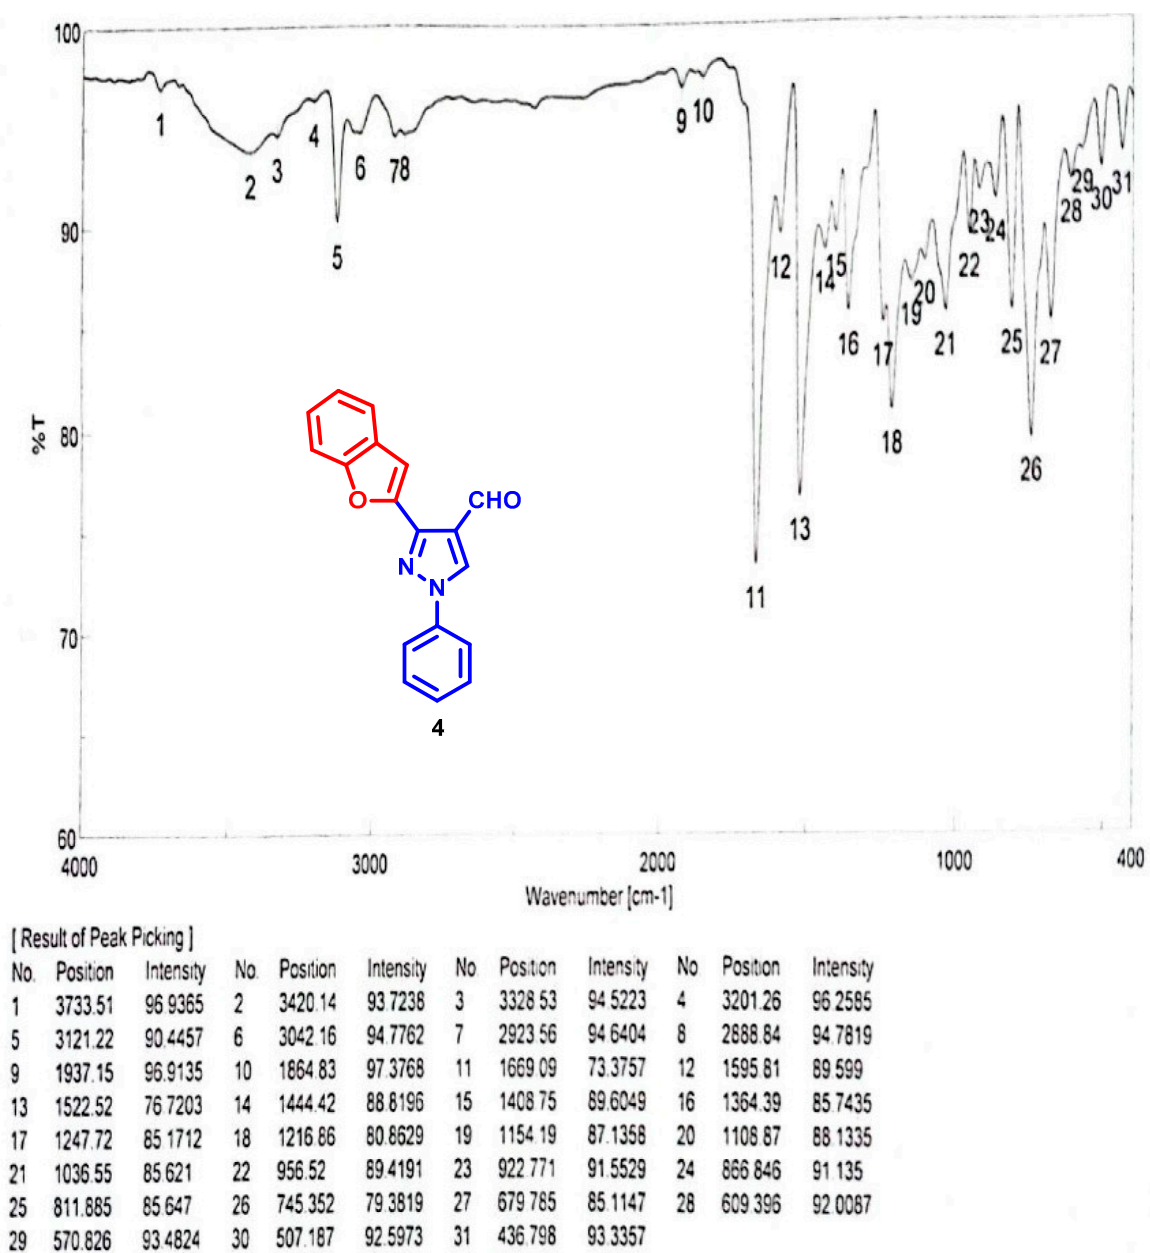 100
1
2
3
4
5
6
78
9
10
11
12
13
14
15
16
17
18
19
20
21
22
23
24
25
26
27
28
29
30
31
90
80
%T
70
60
CHO
O
N
N
4
4000 3000 2000 1000 400
Wavenumber [cm-1]
[ Result of Peak Picking ]
No. Position Intensity No. Position Intensity No. Position Intensity No Position Intensity
1 3733.51 96.9365 2 3420.14 93.7238 3 3328 53 94.5223 4 3201.26 96.2585
5 3121.22 90.4457 6 3042.16 94.7762 7 2923 56 94.6404 8 2888.84 94.7819
9 1937.15 96.9135 10 1864.83 97.3768 11 1669 09 73.3757 12 1595.81 89 599
13 1522.52 76.7203 14 1444.42 88.8196 15 1408 75 89.6049 16 1364.39 85.7435
17 1247.72 85.1712 18 1216.86 80.8629 19 1154.19 87.1358 20 1108.87 88.1335
21 1036.55 85.621 22 956.52 89.4191 23 922.771 91.5529 24 866 846 91.135
25 811.885 85.647 26 745.352 79.3819 27 679.785 85.1147 28 609.396 92.0087
29 570.826 93.4824 30 507.187 92.5973 31 436.798 93.3357